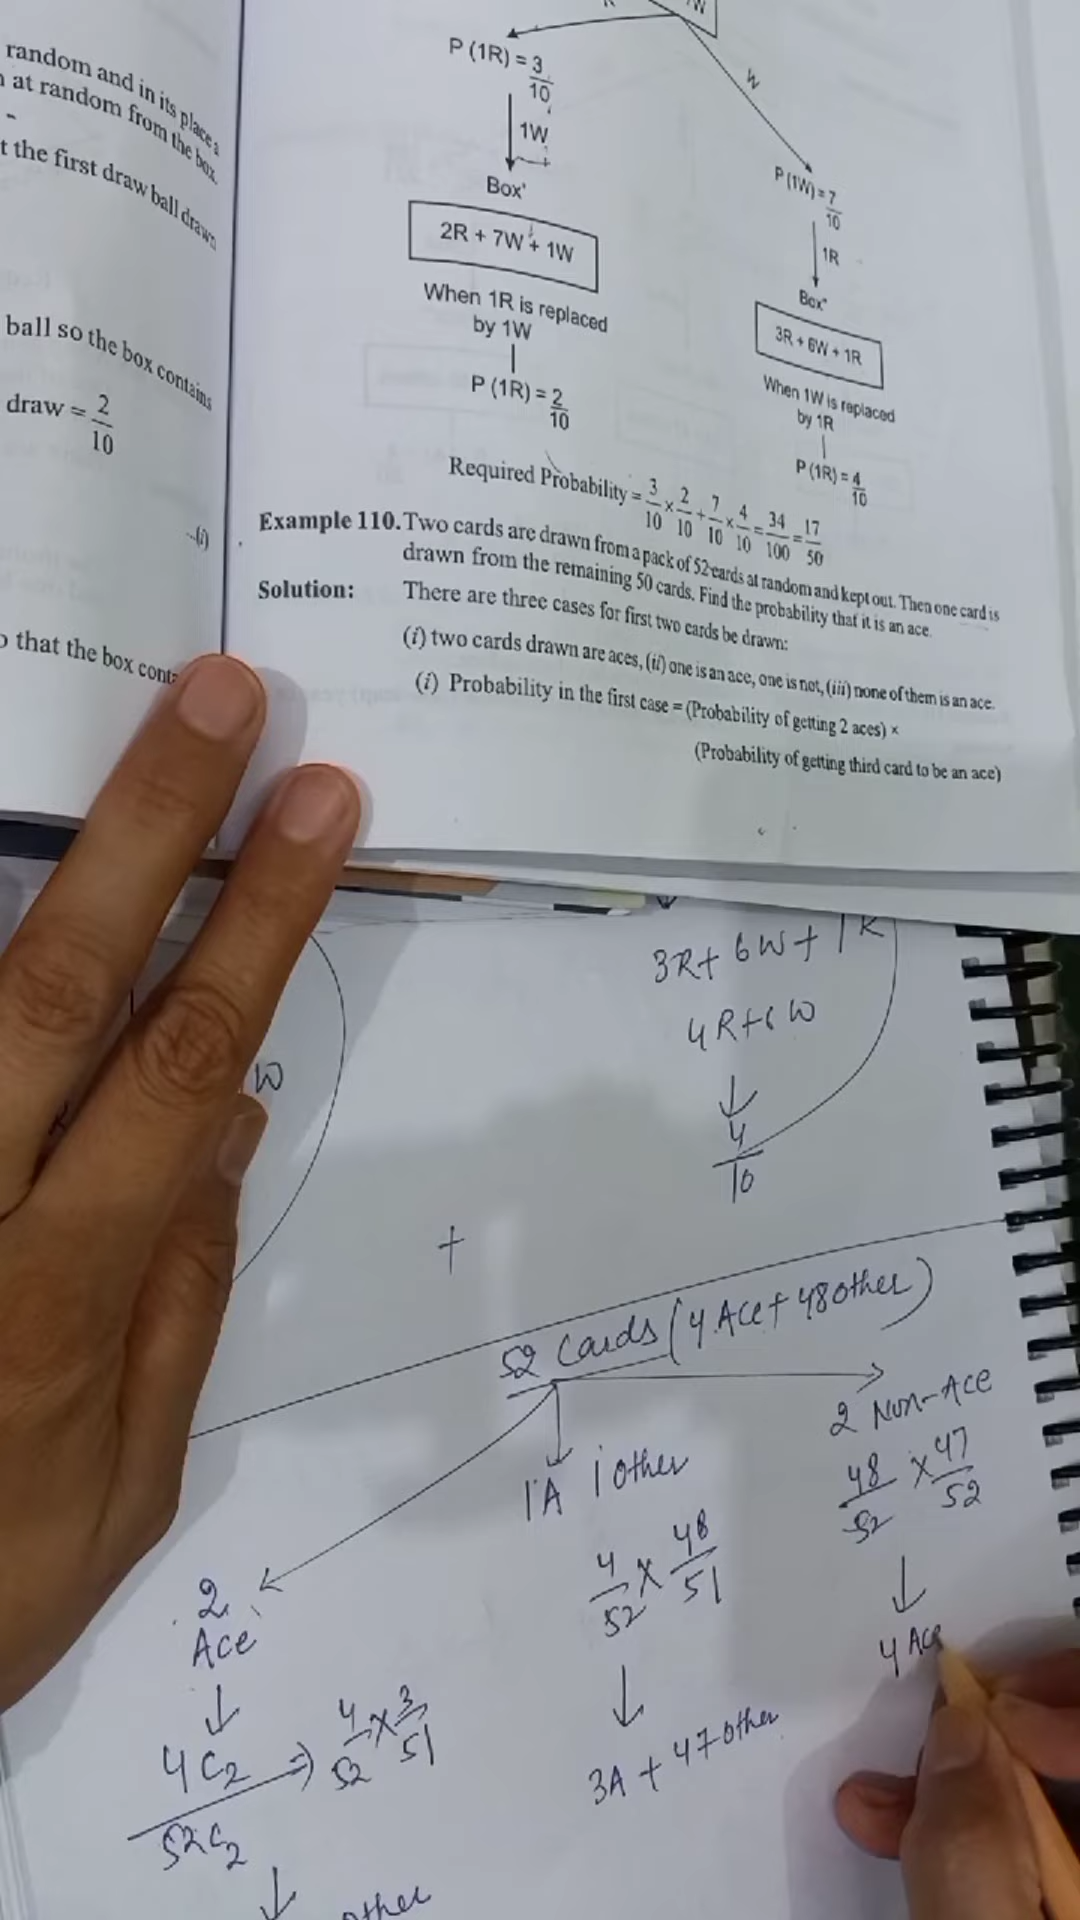 random and in its place a
at random from the box.
t the first draw ball drawn
ball so the box contains
draw = 2/10
...(i)
o that the box conta
W
P (1R) = 3/10
1W
Box'
2R + 7W + 1W
When 1R is replaced
by 1W
P (1R) = 2/10
W
P (1W) = 7/10
1R
Box"
3R + 6W + 1R
When 1W is replaced
by 1R
P (1R) = 4/10
Required Probability = 3/10 × 2/10 + 7/10 × 4/10 = 34/100 = 17/50
Example 110. Two cards are drawn from a pack of 52 cards at random and kept out. Then one card is
drawn from the remaining 50 cards. Find the probability that it is an ace.
Solution: There are three cases for first two cards be drawn:
(i) two cards drawn are aces, (ii) one is an ace, one is not, (iii) none of them is an ace.
(i) Probability in the first case = (Probability of getting 2 aces) ×
(Probability of getting third card to be an ace)
3R + 6W + 1R
4R+6W
4/10
W
+
52 Cards (4 Ace + 48 other)
2 Non-Ace
48/52 × 47/52
4 Ace
1A 1 other
4/52 × 48/51
3A + 47 other
2
Ace
4C2/52C2 ⇒ 4/52 × 3/51
other